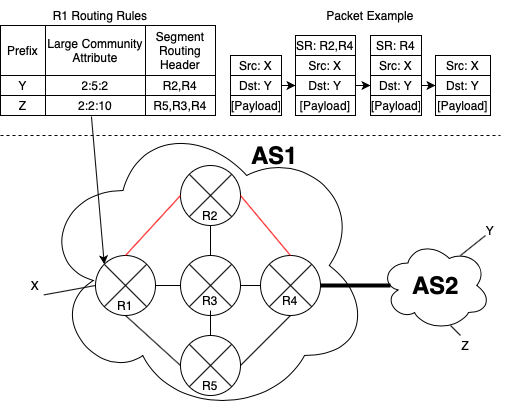 R1 Routing Rules
Prefix
Large Community
Attribute
Segment
Routing
Header
Y 2:5:2 R2,R4
Z 2:2:10 R5,R3,R4
Packet Example
Src: X
Dst: Y
[Payload]
SR: R2,R4
Src: X
Dst: Y
[Payload]
SR: R4
Src: X
Dst: Y
[Payload]
Src: X
Dst: Y
[Payload]
AS1
R2
X
R1
R3
R4
R5
AS2
Y
Z